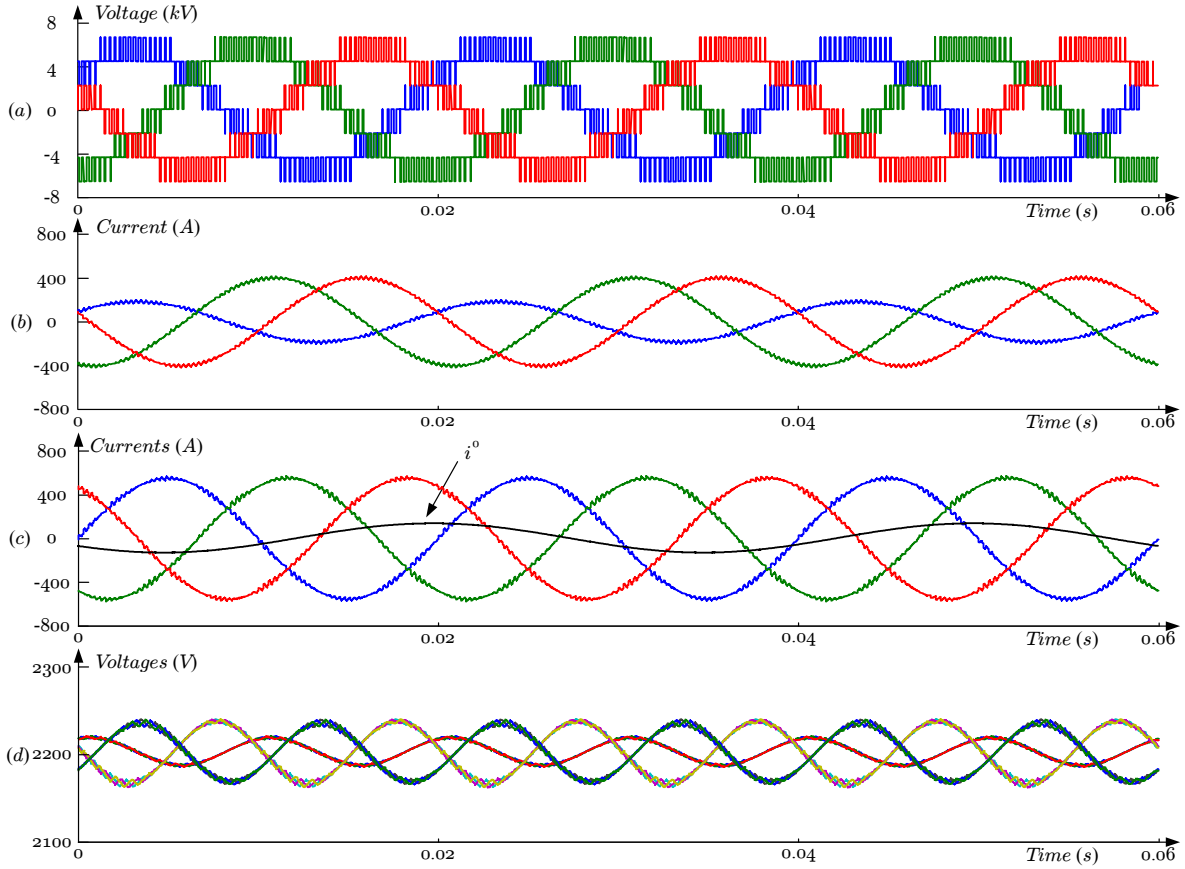 Voltage (kV)
8
4
(a) 0
-4
-8
0 0.02 0.04 Time (s) 0.06
Current (A)
800
400
(b) 0
-400
-800
0 0.02 0.04 Time (s) 0.06
Currents (A)
800
i°
400
(c) 0
-400
-800
0 0.02 0.04 Time (s) 0.06
Voltages (V)
2300
(d) 2200
2100
0 0.02 0.04 Time (s) 0.06